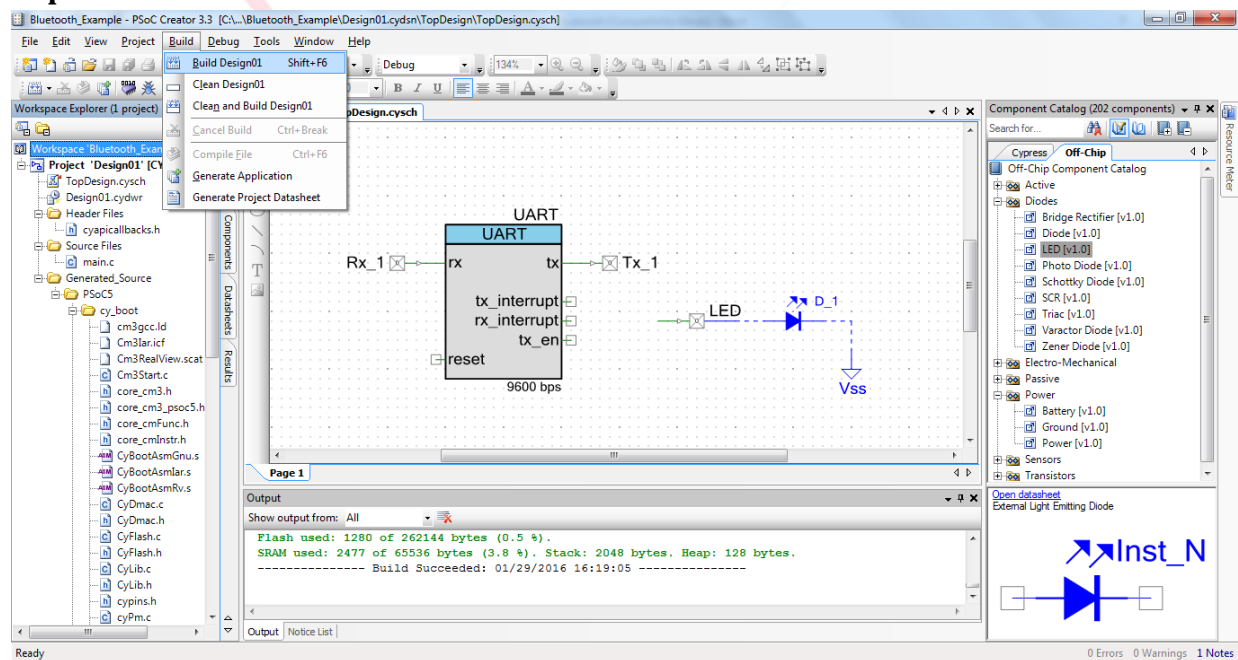 Bluetooth_Example - PSoC Creator 3.3 [C:\...\Bluetooth_Example\Design01.cydsn\TopDesign\TopDesign.cysch]
File Edit View Project Build Debug Tools Window Help
Debug 134%
B I U A
Build Design01 Shift+F6
Clean Design01
Clean and Build Design01
Cancel Build Ctrl+Break
Compile File Ctrl+F6
Generate Application
Generate Project Datasheet
Workspace Explorer (1 project)
Workspace 'Bluetooth_Exan
Project 'Design01' [CY
TopDesign.cysch
Design01.cydwr
Header Files
cyapicallbacks.h
Source Files
main.c
Generated_Source
PSoC5
cy_boot
cm3gcc.ld
Cm3Iar.icf
Cm3RealView.scat
Cm3Start.c
core_cm3.h
core_cm3_psoc5.h
core_cmFunc.h
core_cmInstr.h
CyBootAsmGnu.s
CyBootAsmIar.s
CyBootAsmRv.s
CyDmac.c
CyDmac.h
CyFlash.c
CyFlash.h
CyLib.c
CyLib.h
cypins.h
cyPm.c
Components
Datasheets
Results
pDesign.cysch
T
UART
UART
Rx_1 rx tx Tx_1
tx_interrupt
rx_interrupt
tx_en
reset
9600 bps
LED D_1
Vss
Page 1
Output
Show output from: All
Flash used: 1280 of 262144 bytes (0.5 %).
SRAM used: 2477 of 65536 bytes (3.8 %). Stack: 2048 bytes. Heap: 128 bytes.
--------------- Build Succeeded: 01/29/2016 16:19:05 ---------------
Output Notice List
Component Catalog (202 components)
Search for...
Cypress Off-Chip
Off-Chip Component Catalog
Active
Diodes
Bridge Rectifier [v1.0]
Diode [v1.0]
LED [v1.0]
Photo Diode [v1.0]
Schottky Diode [v1.0]
SCR [v1.0]
Triac [v1.0]
Varactor Diode [v1.0]
Zener Diode [v1.0]
Electro-Mechanical
Passive
Power
Battery [v1.0]
Ground [v1.0]
Power [v1.0]
Sensors
Transistors
Open datasheet
External Light Emitting Diode
Inst_N
Resource Meter
Ready 0 Errors 0 Warnings 1 Notes